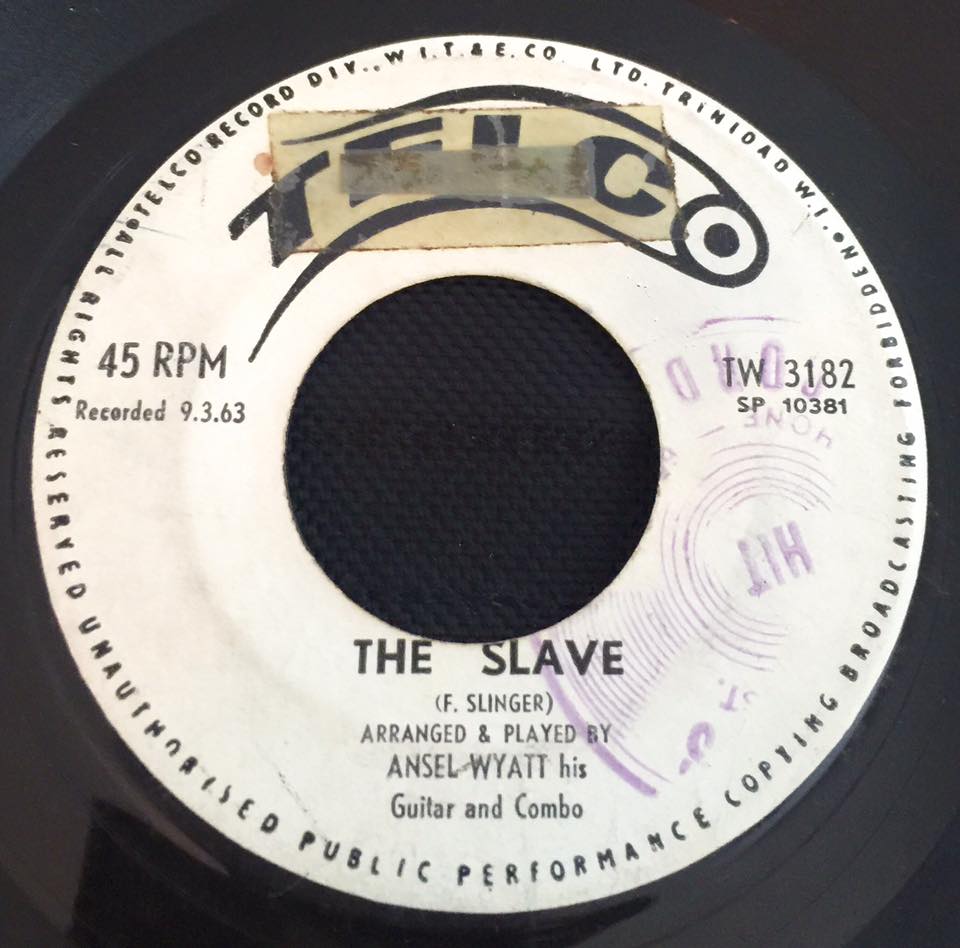 TELCO RECORD DIV., W.I.T. & E. CO. LTD. TRINIDAD W.I.
ALL RIGHTS RESERVED UNAUTHORISED PUBLIC PERFORMANCE COPYING BROADCASTING FORBIDDEN
TELCO
45 RPM
Recorded 9.3.63
TW 3182
SP 10381
HIT
THE SLAVE
(F. SLINGER)
ARRANGED & PLAYED BY
ANSEL WYATT his
Guitar and Combo